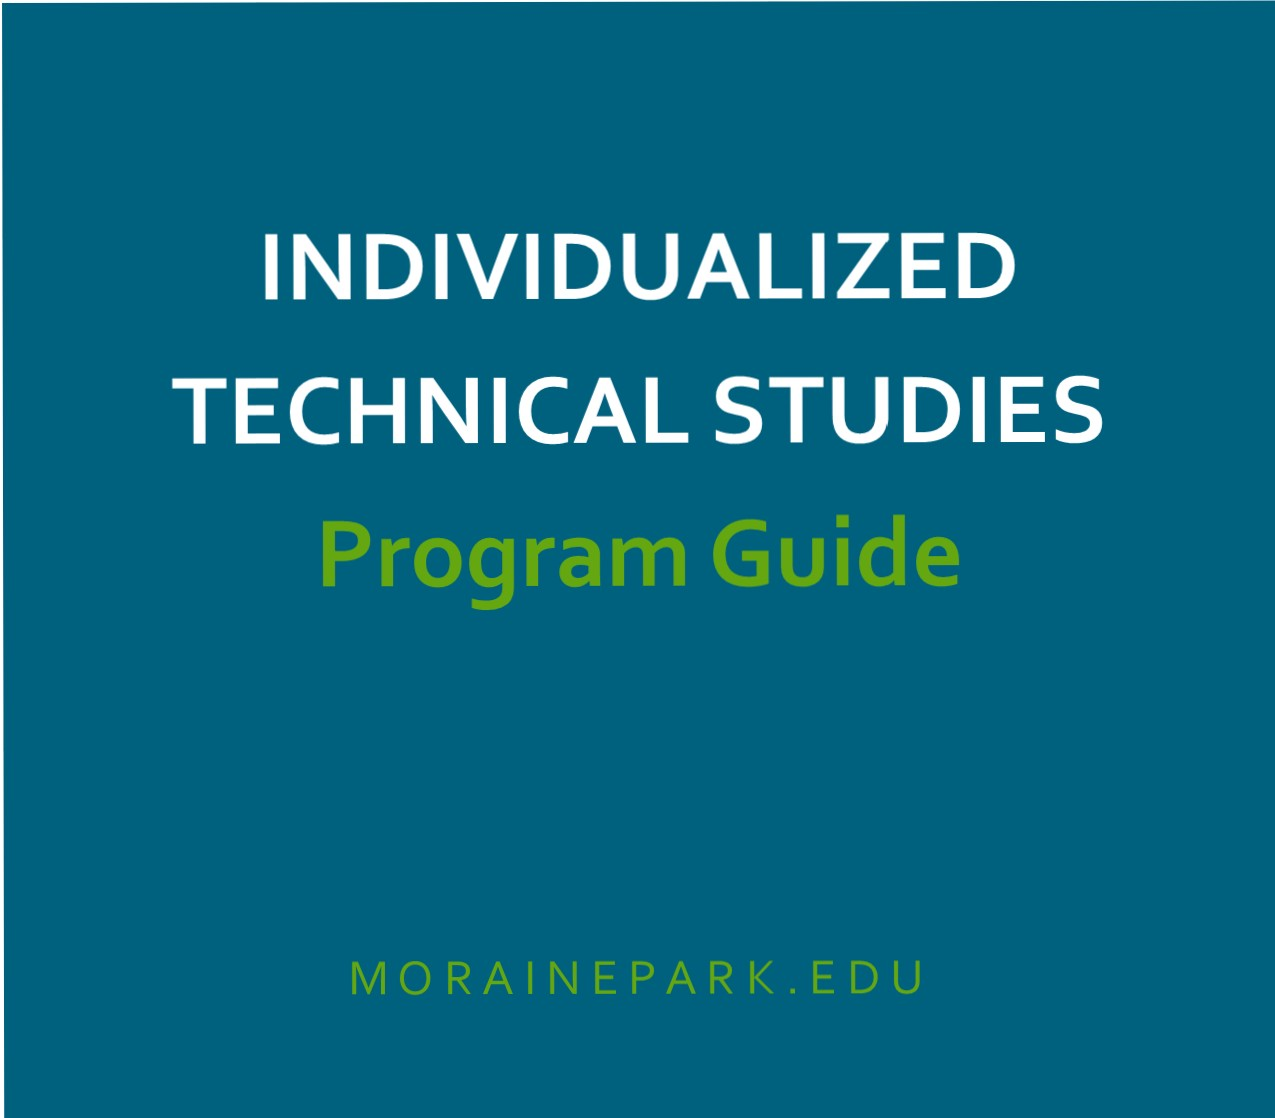 INDIVIDUALIZED
TECHNICAL STUDIES
Program Guide
MORAINEPARK.EDU